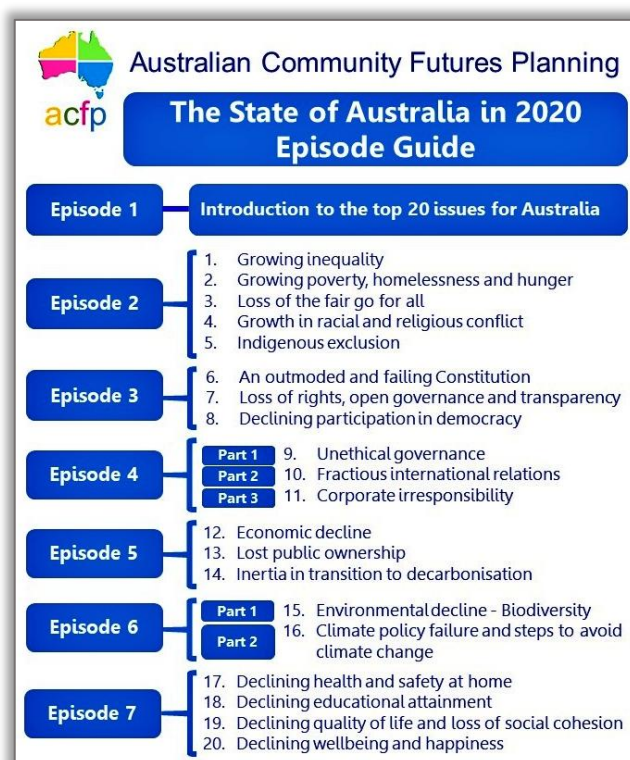 acfp
Australian Community Futures Planning
The State of Australia in 2020
Episode Guide
Episode 1
Introduction to the top 20 issues for Australia
Episode 2
1. Growing inequality
2. Growing poverty, homelessness and hunger
3. Loss of the fair go for all
4. Growth in racial and religious conflict
5. Indigenous exclusion
Episode 3
6. An outmoded and failing Constitution
7. Loss of rights, open governance and transparency
8. Declining participation in democracy
Episode 4
Part 1 9. Unethical governance
Part 2 10. Fractious international relations
Part 3 11. Corporate irresponsibility
Episode 5
12. Economic decline
13. Lost public ownership
14. Inertia in transition to decarbonisation
Episode 6
Part 1 15. Environmental decline - Biodiversity
Part 2 16. Climate policy failure and steps to avoid
climate change
Episode 7
17. Declining health and safety at home
18. Declining educational attainment
19. Declining quality of life and loss of social cohesion
20. Declining wellbeing and happiness